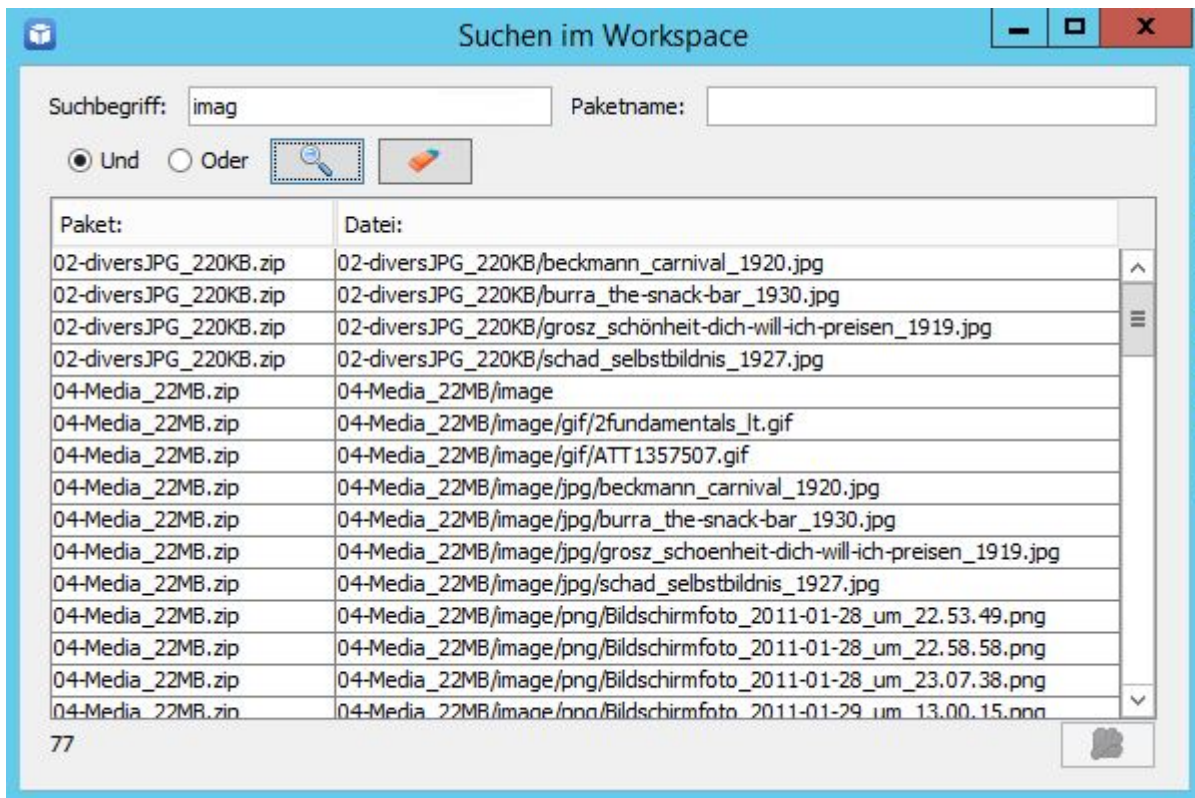 Suchen im Workspace
Suchbegriff: imag Paketname:
Und Oder
Paket: Datei:
02-diversJPG_220KB.zip 02-diversJPG_220KB/beckmann_carnival_1920.jpg
02-diversJPG_220KB.zip 02-diversJPG_220KB/burra_the-snack-bar_1930.jpg
02-diversJPG_220KB.zip 02-diversJPG_220KB/grosz_schönheit-dich-will-ich-preisen_1919.jpg
02-diversJPG_220KB.zip 02-diversJPG_220KB/schad_selbstbildnis_1927.jpg
04-Media_22MB.zip 04-Media_22MB/image
04-Media_22MB.zip 04-Media_22MB/image/gif/2fundamentals_lt.gif
04-Media_22MB.zip 04-Media_22MB/image/gif/ATT1357507.gif
04-Media_22MB.zip 04-Media_22MB/image/jpg/beckmann_carnival_1920.jpg
04-Media_22MB.zip 04-Media_22MB/image/jpg/burra_the-snack-bar_1930.jpg
04-Media_22MB.zip 04-Media_22MB/image/jpg/grosz_schoenheit-dich-will-ich-preisen_1919.jpg
04-Media_22MB.zip 04-Media_22MB/image/jpg/schad_selbstbildnis_1927.jpg
04-Media_22MB.zip 04-Media_22MB/image/png/Bildschirmfoto_2011-01-28_um_22.53.49.png
04-Media_22MB.zip 04-Media_22MB/image/png/Bildschirmfoto_2011-01-28_um_22.58.58.png
04-Media_22MB.zip 04-Media_22MB/image/png/Bildschirmfoto_2011-01-28_um_23.07.38.png
04-Media_22MB.zip 04-Media_22MB/image/png/Bildschirmfoto_2011-01-29_um_13.00.15.png
77